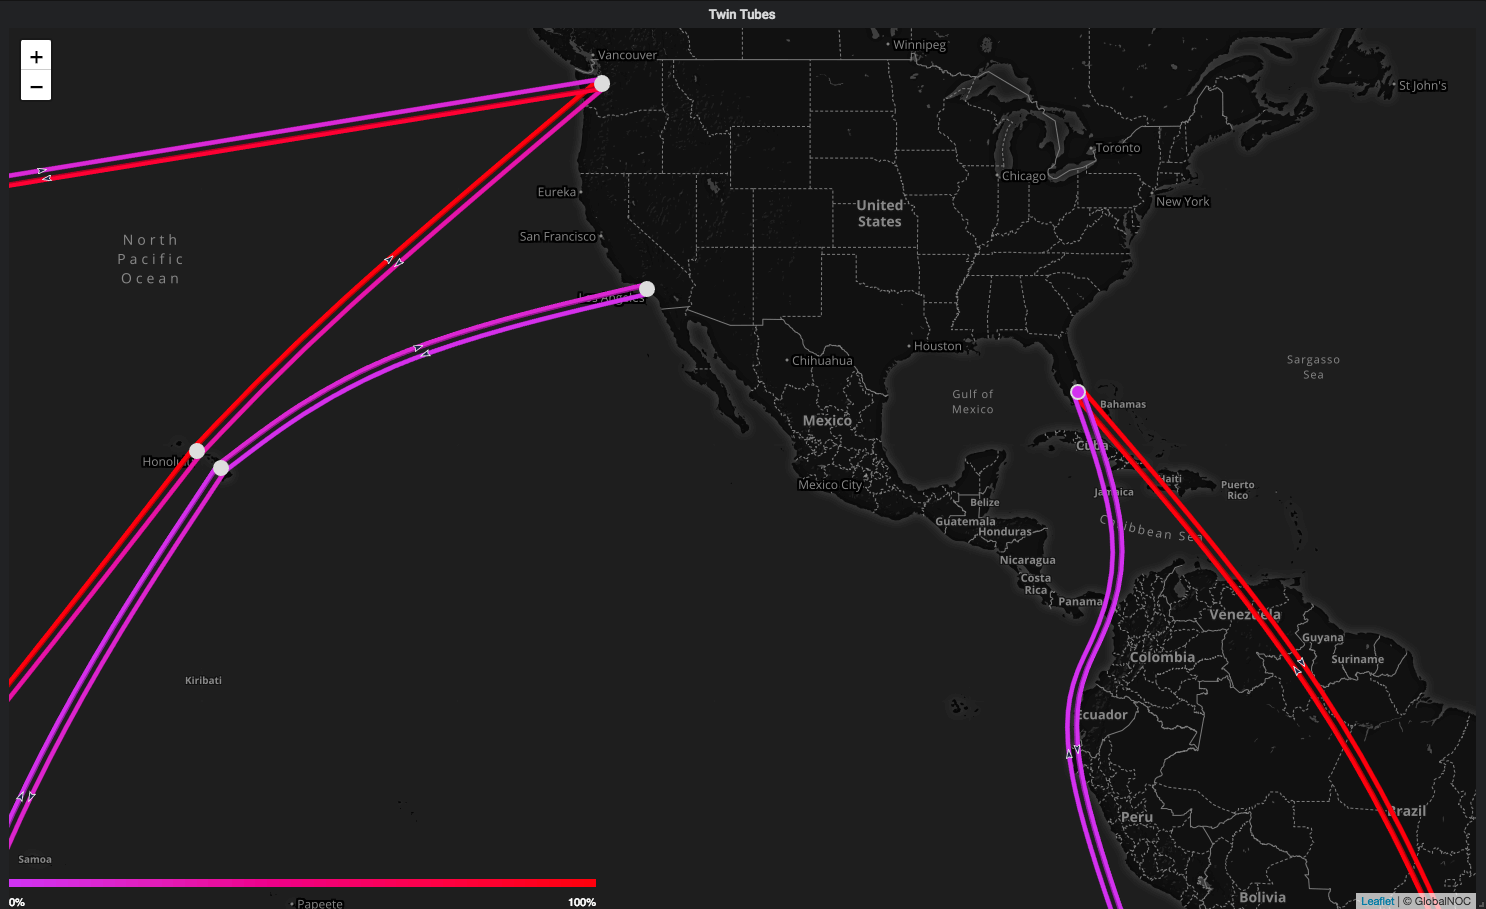 Twin Tubes
+
−
Vancouver
Winnipeg
St John's
Toronto
Chicago
New York
Eureka
United
States
San Francisco
North
Pacific
Ocean
Los Angeles
Houston
Chihuahua
Sargasso
Sea
Gulf of
Mexico
Bahamas
México
Cuba
Honolu
Mexico City
Haiti
Puerto
Rico
Jamaica
Belize
Guatemala
Honduras
Caribbean Sea
Nicaragua
Costa
Rica
Panama
Venezuela
Guyana
Colombia
Suriname
Kiribati
Ecuador
Brazil
Peru
Samoa
Bolivia
0%
100%
Papeete
Leaflet | © GlobalNOC